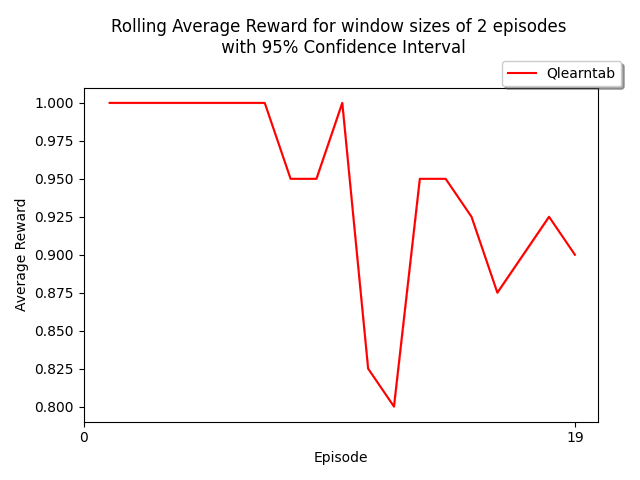 Rolling Average Reward for window sizes of 2 episodes
with 95% Confidence Interval
Qlearntab
1.000
0.975
0.950
0.925
0.900
0.875
0.850
0.825
0.800
Average Reward
0
19
Episode